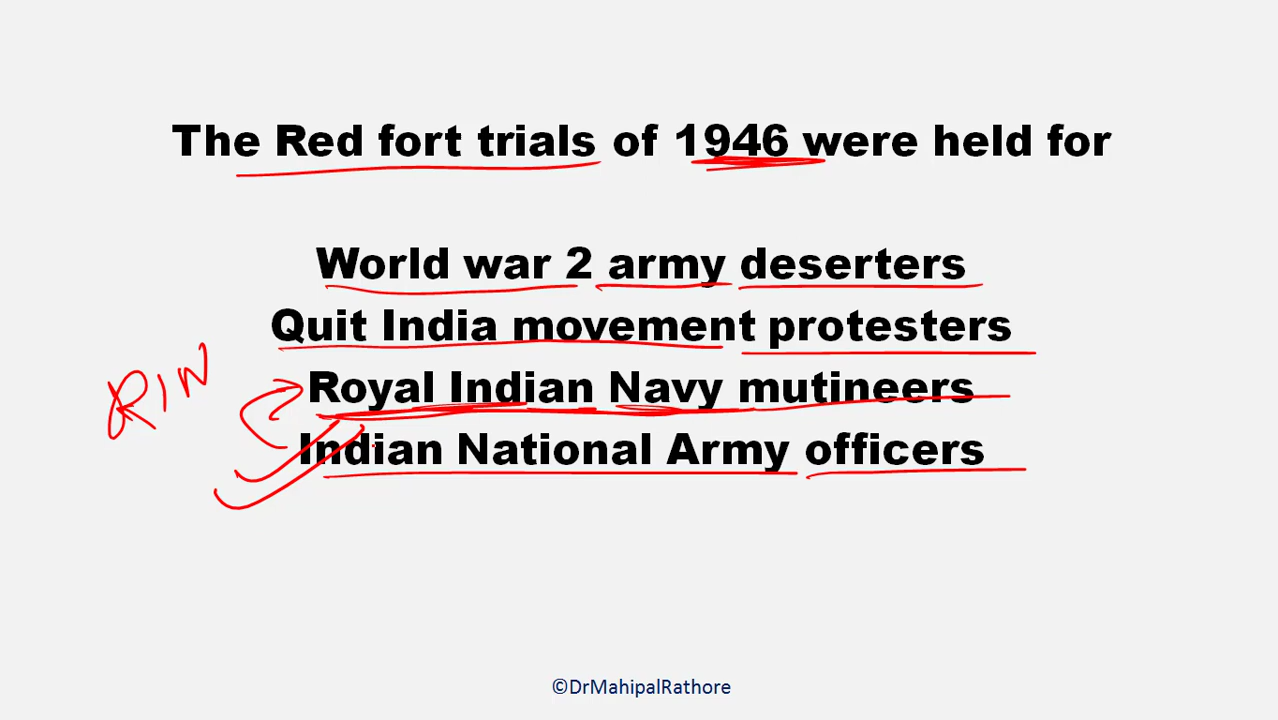 The Red fort trials of 1946 were held for
World war 2 army deserters
Quit India movement protesters
RIN
Royal Indian Navy mutineers
Indian National Army officers
©DrMahipalRathore